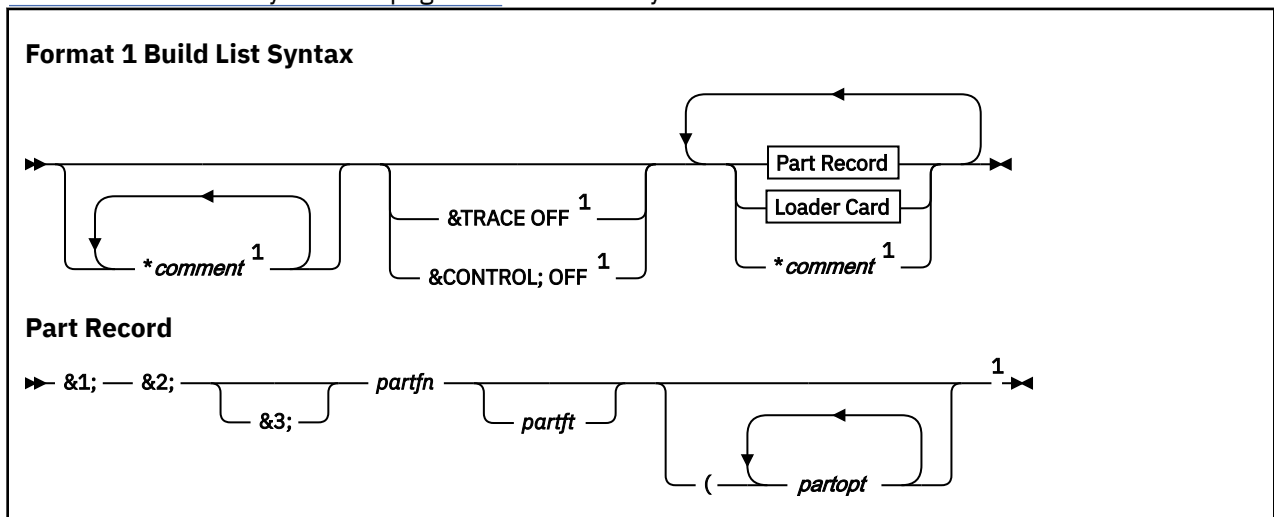 Format 1 Build List Syntax
Part Record
Loader Card
&TRACE OFF 1
*comment 1
&CONTROL; OFF 1
*comment 1
Part Record
&1; &2; partfn 1
&3; partft
( partopt